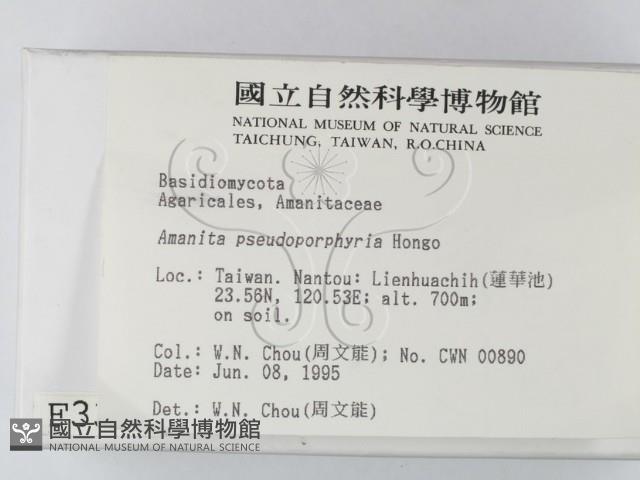 國立自然科學博物館
NATIONAL MUSEUM OF NATURAL SCIENCE
TAICHUNG, TAIWAN, R.O.CHINA
Basidiomycota
Agaricales, Amanitaceae
Amanita pseudoporphyria Hongo
Loc.: Taiwan. Nantou: Lienhuachih(蓮華池)
23.56N, 120.53E; alt. 700m;
on soil.
Col.: W.N. Chou(周文能); No. CWN 00890
Date: Jun. 08, 1995
Det.: W.N. Chou(周文能)
E3
國立自然科學博物館
NATIONAL MUSEUM OF NATURAL SCIENCE